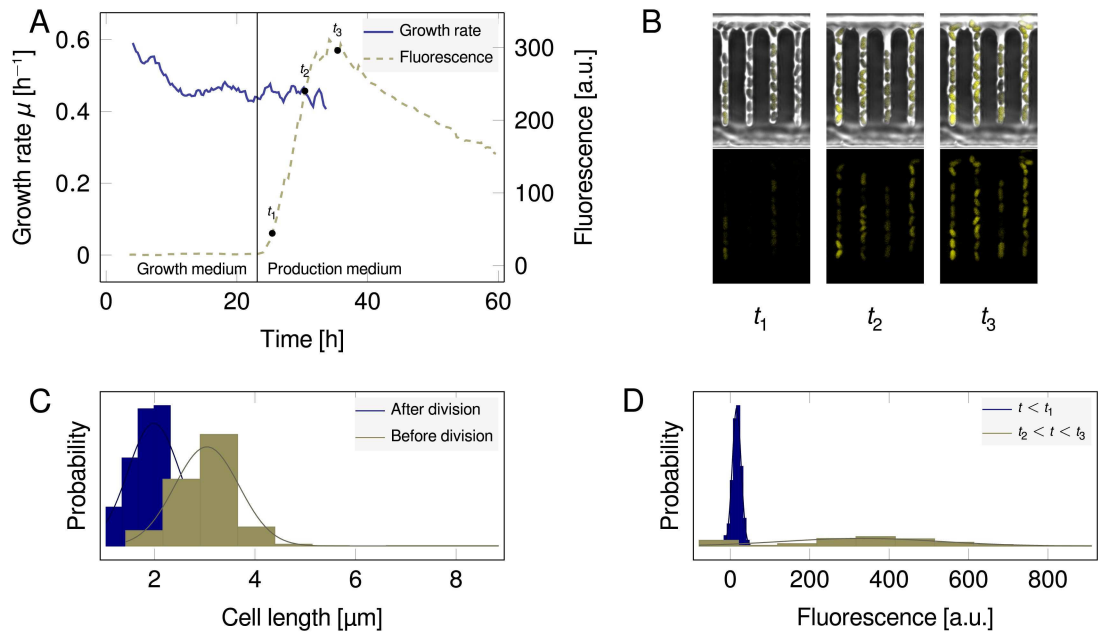 A
Growth rate μ [h⁻¹]
0.6
0.4
0.2
0
Growth rate
Fluorescence
t₁
t₂
t₃
Growth medium
Production medium
300
200
100
0
Fluorescence [a.u.]
0
20
40
60
Time [h]
B
t₁
t₂
t₃
C
Probability
After division
Before division
2
4
6
8
Cell length [μm]
D
Probability
t < t₁
t₂ < t < t₃
0
200
400
600
800
Fluorescence [a.u.]